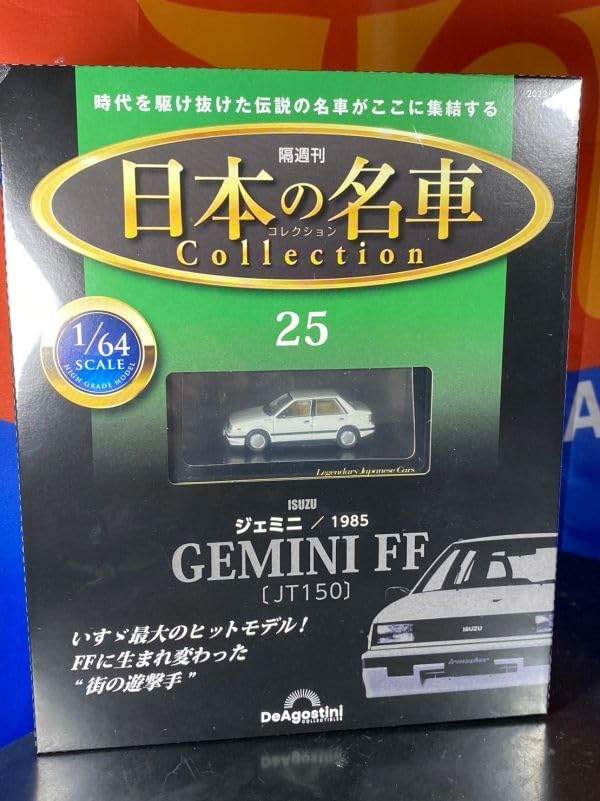 時代を駆け抜けた伝説の名車がここに集結する
隔週刊
日本の名車
コレクション
Collection
1/64
SCALE
HIGH GRADE MODEL
25
Legendary Japanese Cars
ISUZU
ジェミニ / 1985
GEMINI FF
〔JT150〕
ISUZU
irmscher
いすゞ最大のヒットモデル!
FFに生まれ変わった
“街の遊撃手”
DeAGOSTINI
COLLECTIBLES